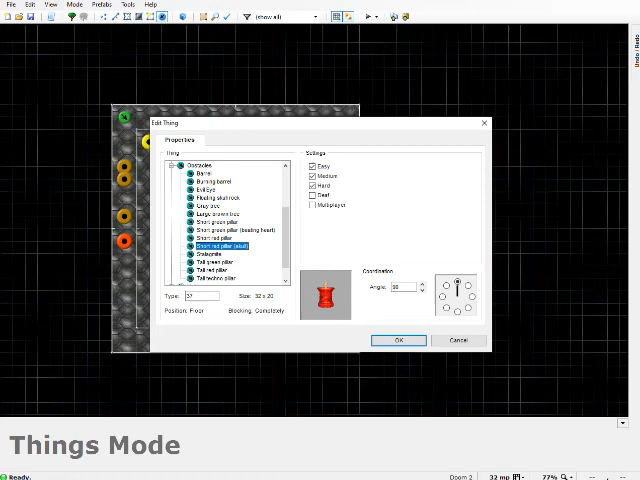 File Edit View Mode Prefabs Tools Help
(show all)
Undo / Redo
Edit Thing
Properties
Thing
Settings
Obstacles
Barrel
Burning barrel
Evil Eye
Floating skull rock
Gray tree
Large brown tree
Short green pillar
Short green pillar (beating heart)
Short red pillar
Short red pillar (skull)
Stalagmite
Tall green pillar
Tall red pillar
Tall techno pillar
Easy
Medium
Hard
Deaf
Multiplayer
Coordination
Angle: 90
Type: 37 Size: 32 x 20
Position: Floor Blocking: Completely
OK Cancel
Things Mode
Ready. Doom 2 32 mp 77% -- , --